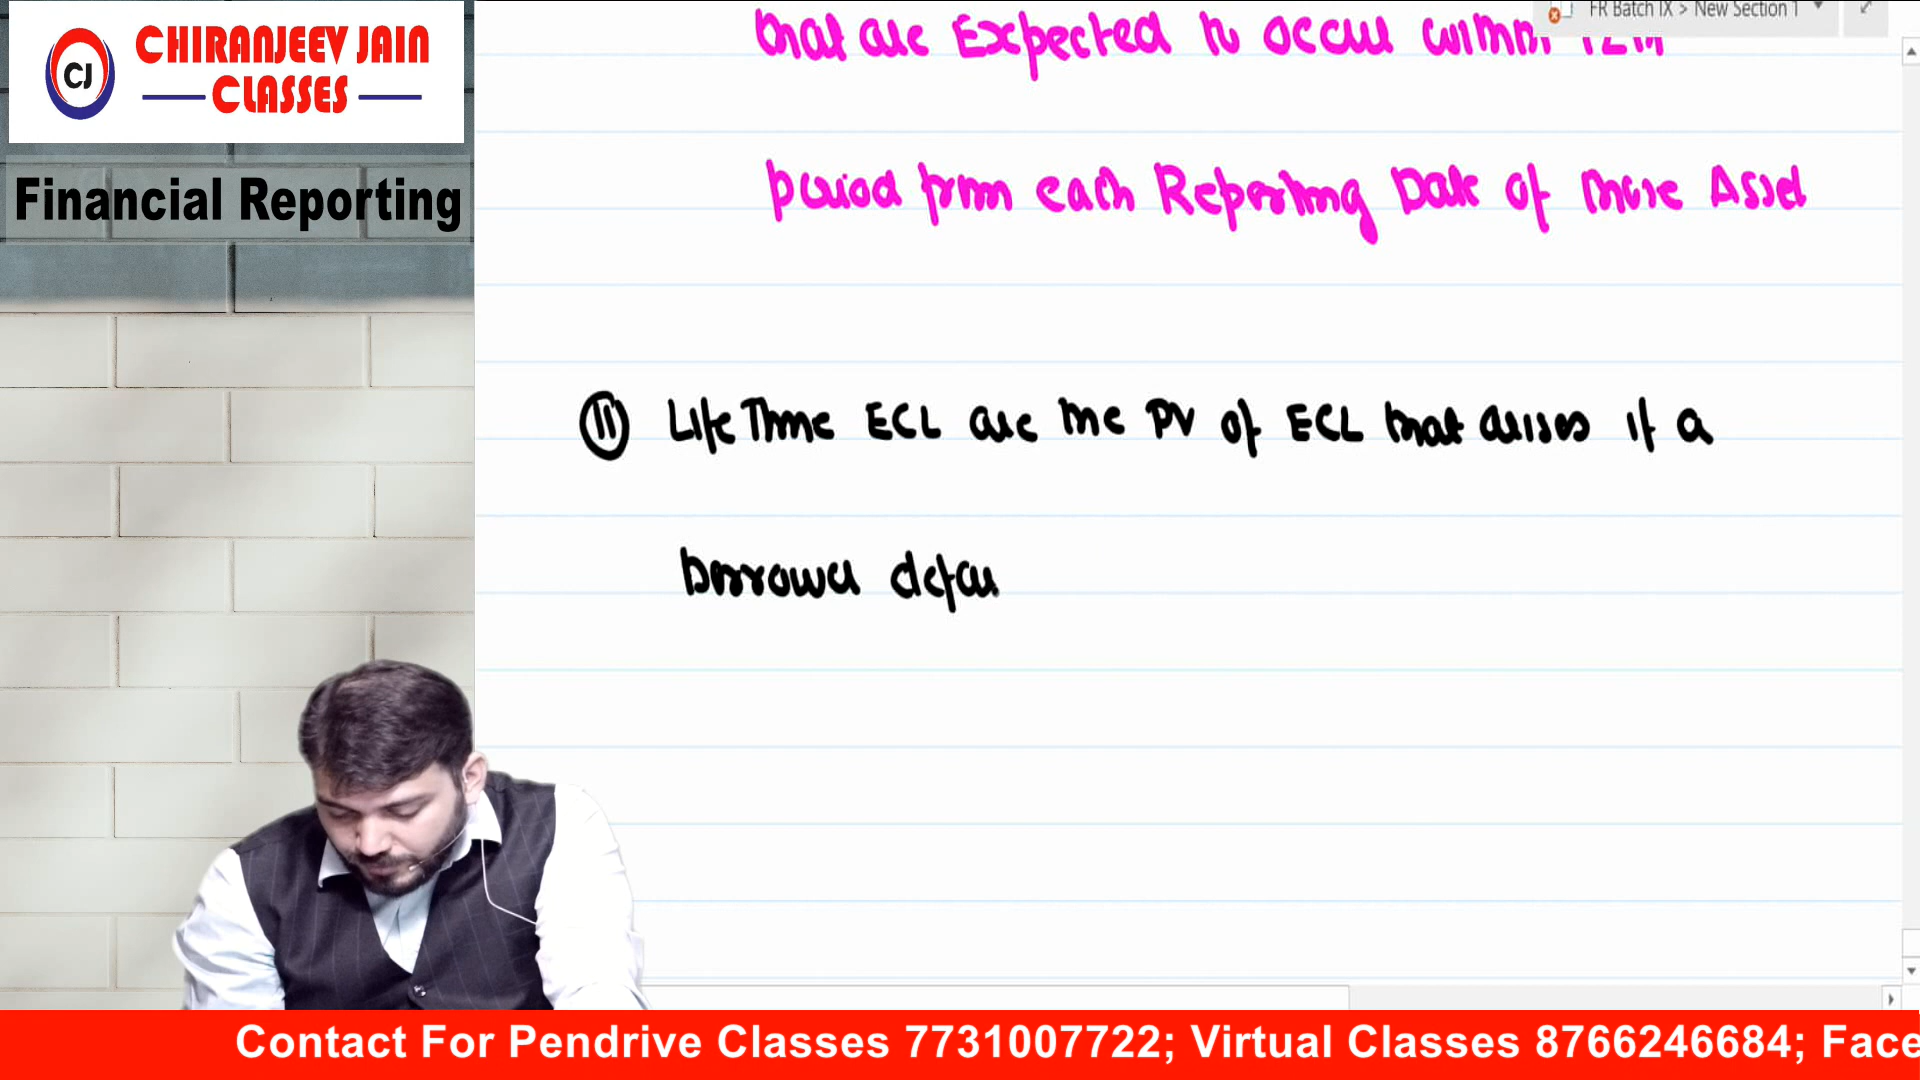 CHIRANJEEV JAIN
CLASSES
CJ
Financial Reporting
FR Batch IX > New Section 1
that are Expected to occur within 12M
period from each Reporting Date of those Asset
(II) Life Time ECL are the PV of ECL that arises if a
borrower defau
Contact For Pendrive Classes 7731007722; Virtual Classes 8766246684; Face